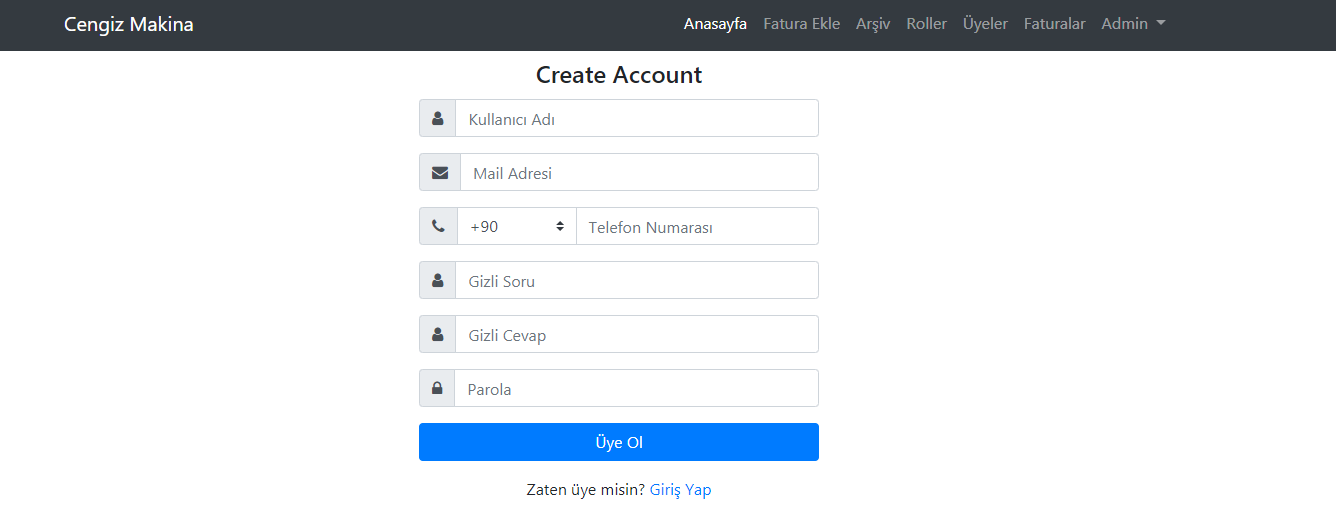 Cengiz Makina Anasayfa Fatura Ekle Arşiv Roller Üyeler Faturalar Admin
Create Account
Kullanıcı Adı
Mail Adresi
+90 Telefon Numarası
Gizli Soru
Gizli Cevap
Parola
Üye Ol
Zaten üye misin? Giriş Yap